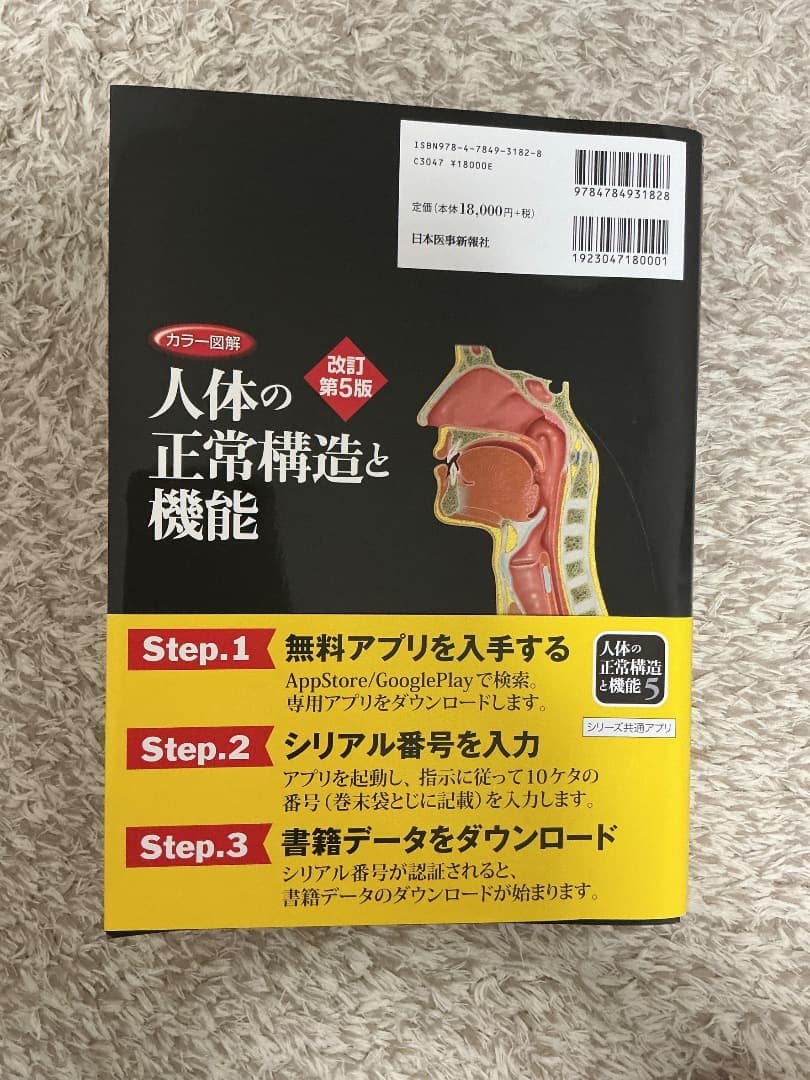 ISBN978-4-7849-3182-8
C3047 ¥18000E
定価(本体18,000円+税)
日本医事新報社
9784784931828
1923047180001
カラー図解
改訂
第5版
人体の
正常構造と
機能
Step.1 無料アプリを入手する
AppStore/GooglePlayで検索。
専用アプリをダウンロードします。
人体の
正常構造
と機能5
シリーズ共通アプリ
Step.2 シリアル番号を入力
アプリを起動し、指示に従って10ケタの
番号(巻末袋とじに記載)を入力します。
Step.3 書籍データをダウンロード
シリアル番号が認証されると、
書籍データのダウンロードが始まります。